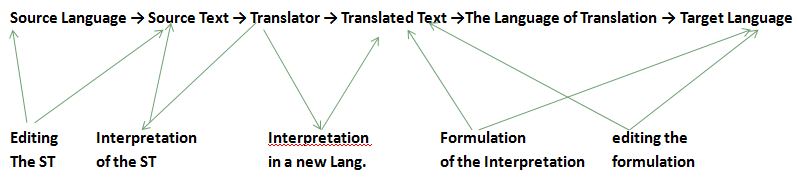 Source Language → Source Text → Translator → Translated Text →The Language of Translation → Target Language
Editing
The ST
Interpretation
of the ST
Interpretation
in a new Lang.
Formulation
of the Interpretation
editing the
formulation